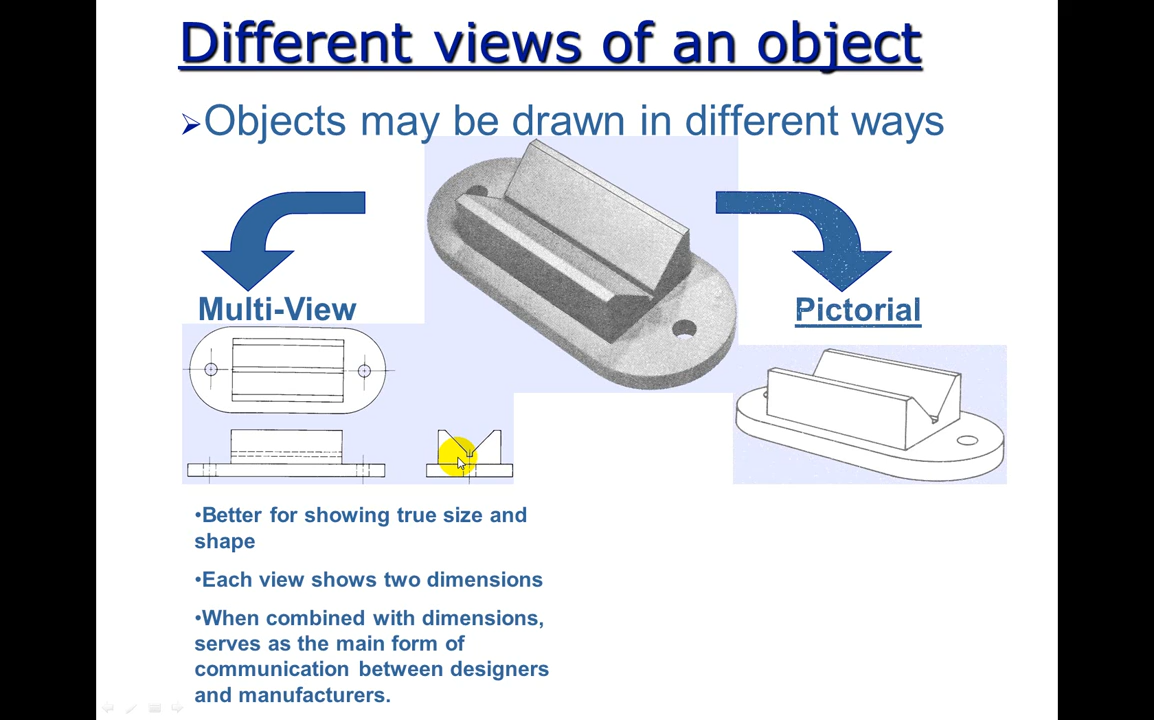 Different views of an object
➢Objects may be drawn in different ways
Multi-View
Pictorial
•Better for showing true size and
shape
•Each view shows two dimensions
•When combined with dimensions,
serves as the main form of
communication between designers
and manufacturers.